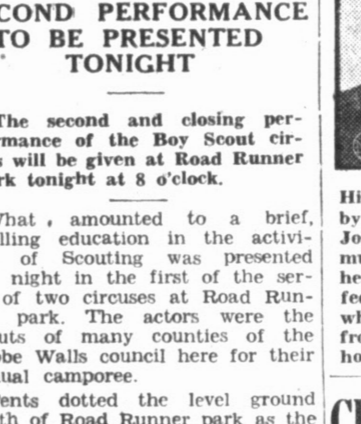 COND PERFORMANCE
TO BE PRESENTED
TONIGHT
The second and closing per-
rmance of the Boy Scout cir-
s will be given at Road Runner
rk tonight at 8 o'clock.
What amounted to a brief,
lling education in the activi-
of Scouting was presented
night in the first of the ser-
of two circuses at Road Run-
park. The actors were the
uts of many counties of the
obe Walls council here for their
ual camporee.
ents dotted the level ground
th of Road Runner park as the
Hi
by
Jo
mu
he
fee
wh
fro
ho